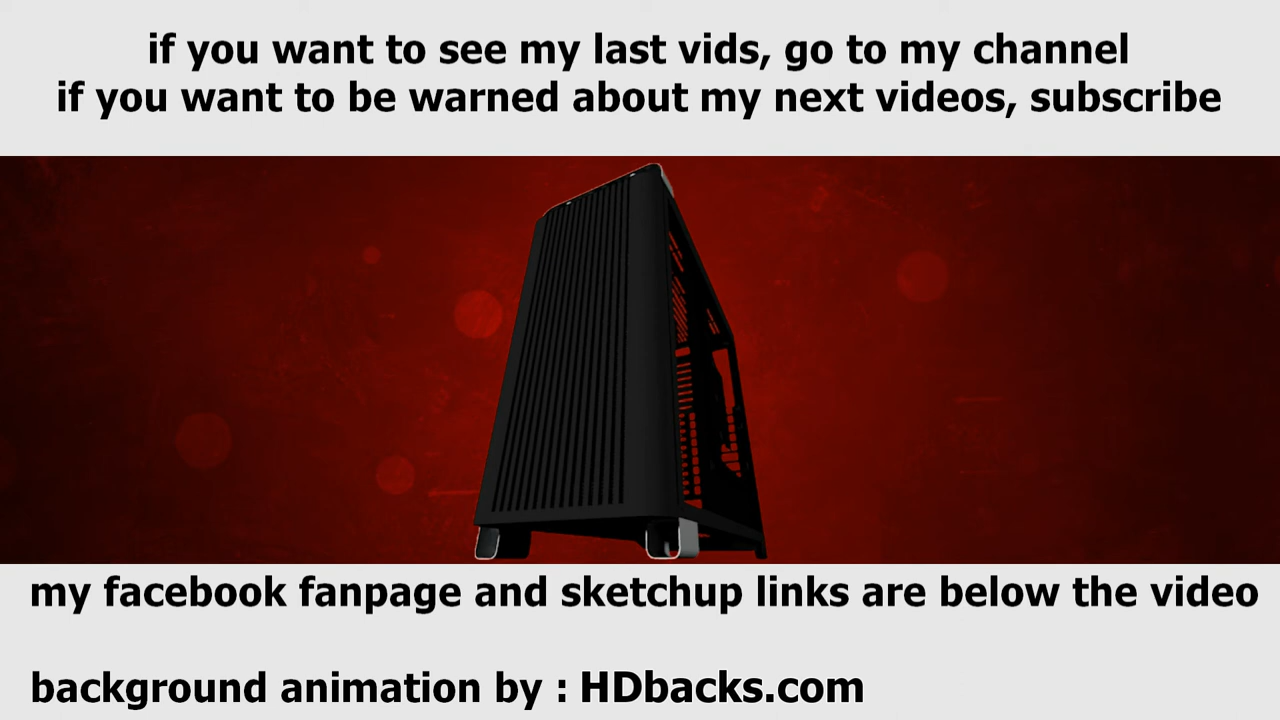 if you want to see my last vids, go to my channel
if you want to be warned about my next videos, subscribe
my facebook fanpage and sketchup links are below the video
background animation by : HDbacks.com